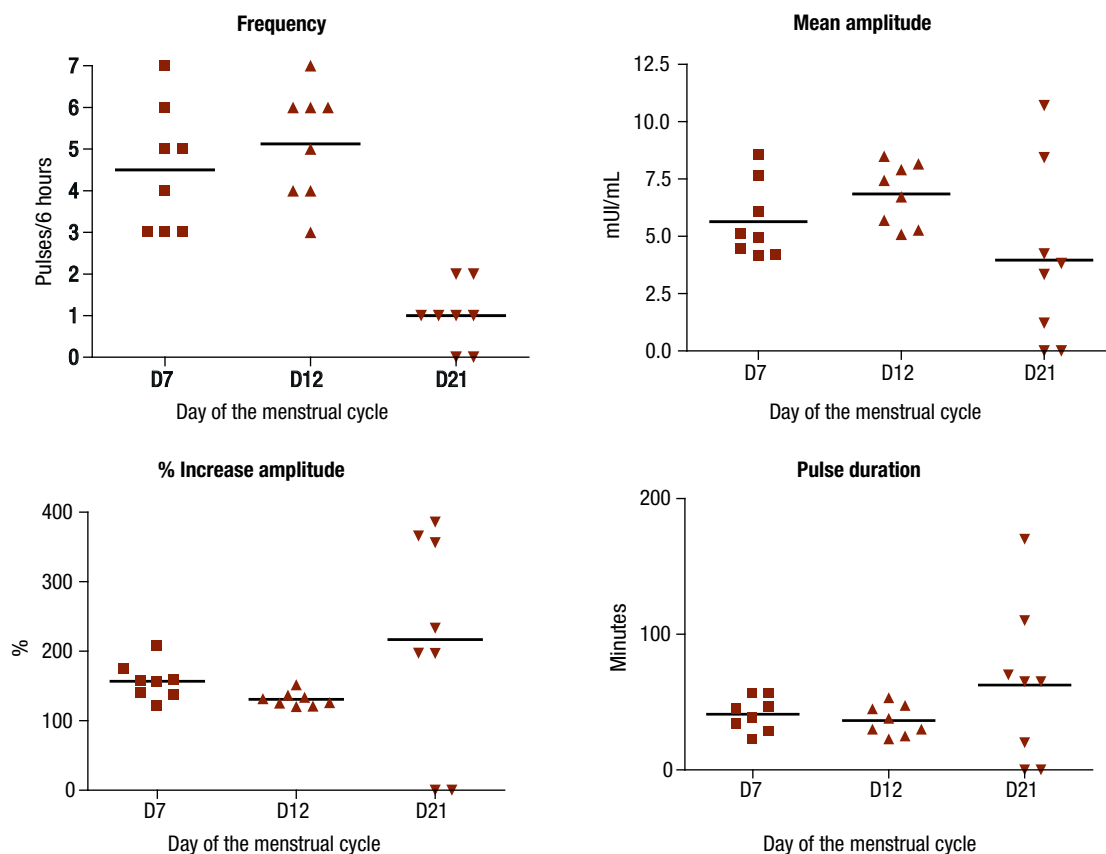 Frequency
Pulses/6 hours
7
6
5
4
3
2
1
0
D7 D12 D21
Day of the menstrual cycle
Mean amplitude
mUI/mL
12.5
10.0
7.5
5.0
2.5
0.0
D7 D12 D21
Day of the menstrual cycle
% Increase amplitude
%
400
300
200
100
0
D7 D12 D21
Day of the menstrual cycle
Pulse duration
Minutes
200
100
0
D7 D12 D21
Day of the menstrual cycle